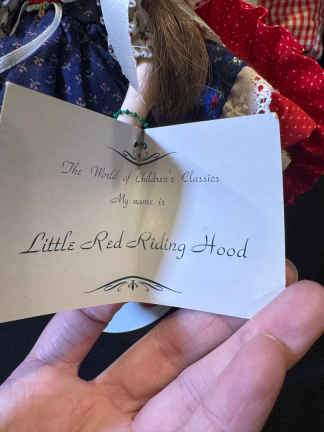 The World of Children's Classics
My name is
Little Red Riding Hood